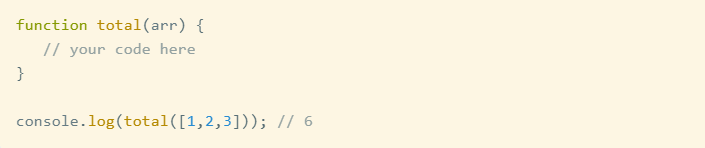 function total(arr) {
   // your code here
}

console.log(total([1,2,3])); // 6